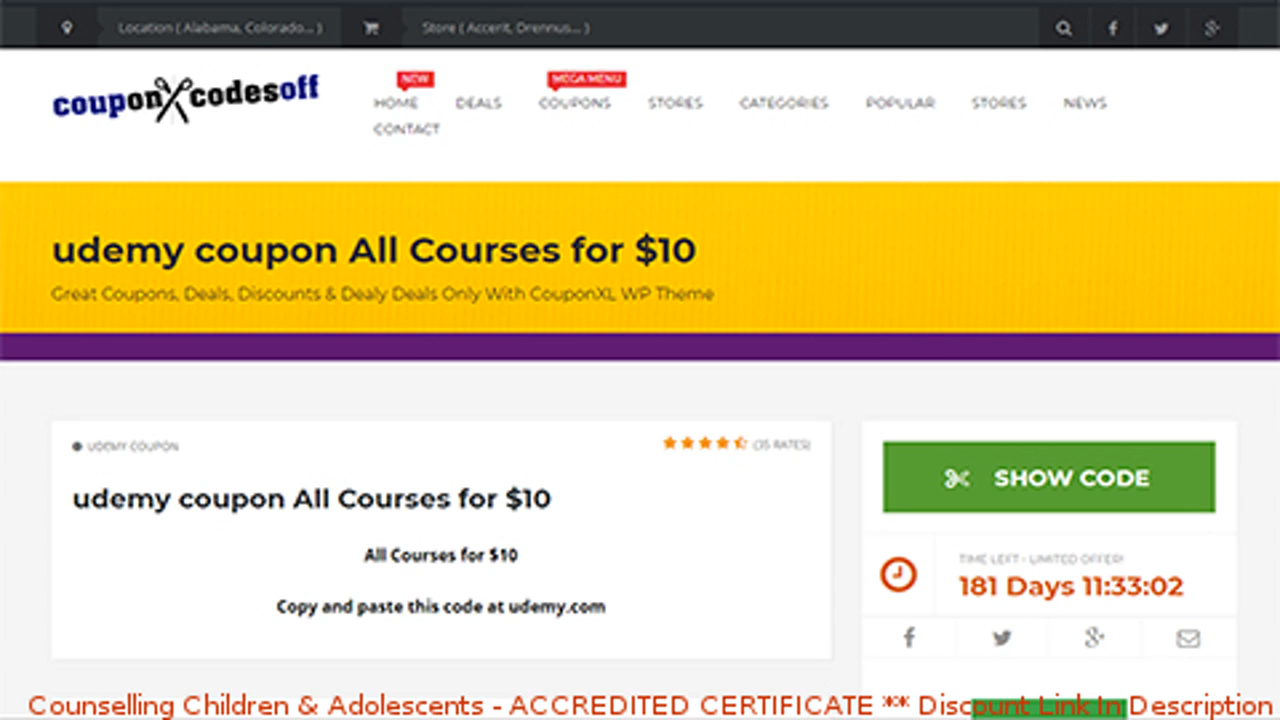 Location ( Alabama, Colorado... )
Store ( Accerit, Drennus... )
couponXcodesoff
NEW
MEGA MENU
HOME DEALS COUPONS STORES CATEGORIES POPULAR STORES NEWS
CONTACT
udemy coupon All Courses for $10
Great Coupons, Deals, Discounts & Dealy Deals Only With CouponXL WP Theme
UDEMY COUPON
(35 RATES)
udemy coupon All Courses for $10
All Courses for $10
Copy and paste this code at udemy.com
SHOW CODE
TIME LEFT - LIMITED OFFER!
181 Days 11:33:02
Counselling Children & Adolescents - ACCREDITED CERTIFICATE ** Discount Link In Description